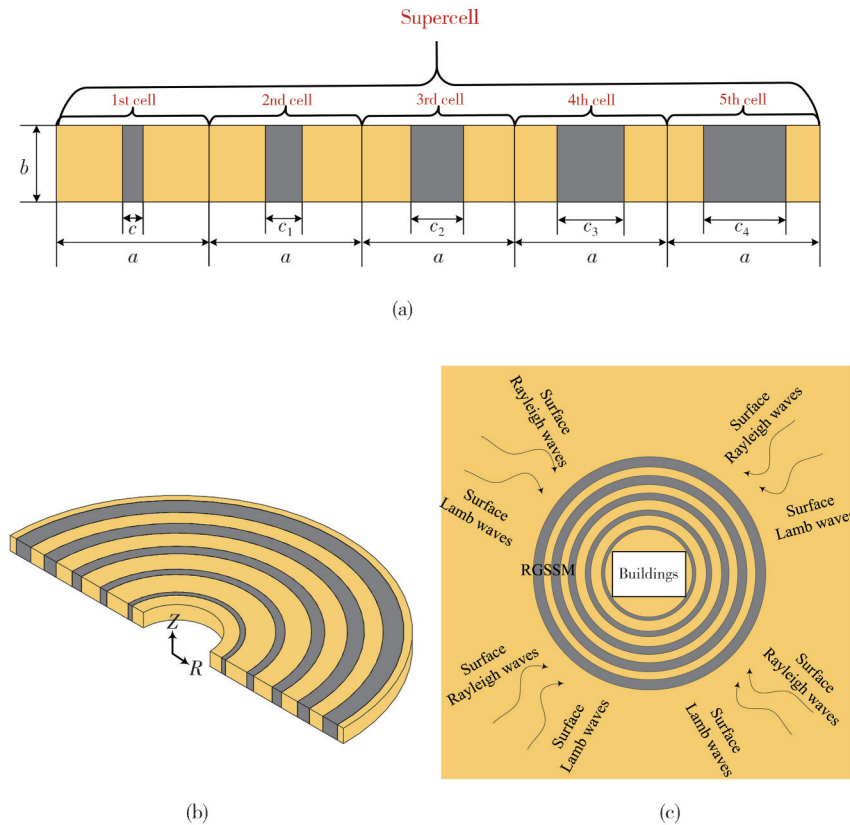 Supercell
1st cell
2nd cell
3rd cell
4th cell
5th cell
b
c
c₁
c₂
c₃
c₄
a
a
a
a
a
(a)
Surface
Rayleigh waves
Surface
Rayleigh waves
Surface
Lamb waves
Surface
Lamb waves
RGSSM
Buildings
Z
R
Surface
Rayleigh waves
Surface
Rayleigh waves
Surface
Lamb waves
Surface
Lamb waves
(b)
(c)